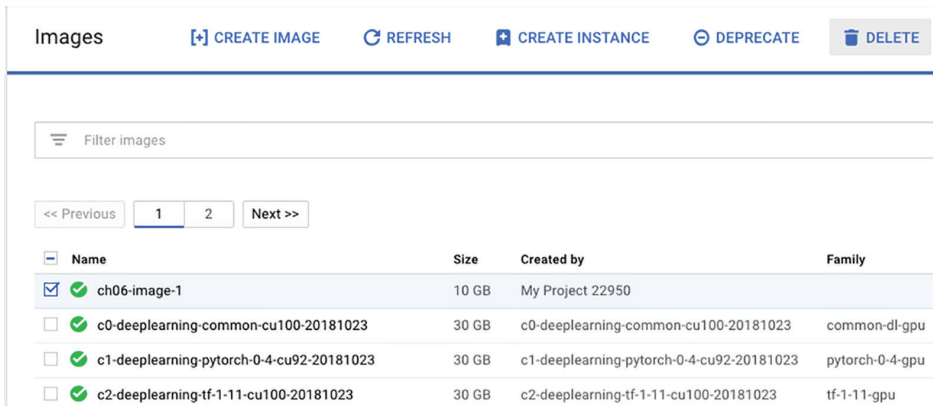 Images [+] CREATE IMAGE REFRESH CREATE INSTANCE DEPRECATE DELETE
Filter images
<< Previous 1 2 Next >>
Name Size Created by Family
ch06-image-1 10 GB My Project 22950
c0-deeplearning-common-cu100-20181023 30 GB c0-deeplearning-common-cu100-20181023 common-dl-gpu
c1-deeplearning-pytorch-0-4-cu92-20181023 30 GB c1-deeplearning-pytorch-0-4-cu92-20181023 pytorch-0-4-gpu
c2-deeplearning-tf-1-11-cu100-20181023 30 GB c2-deeplearning-tf-1-11-cu100-20181023 tf-1-11-gpu